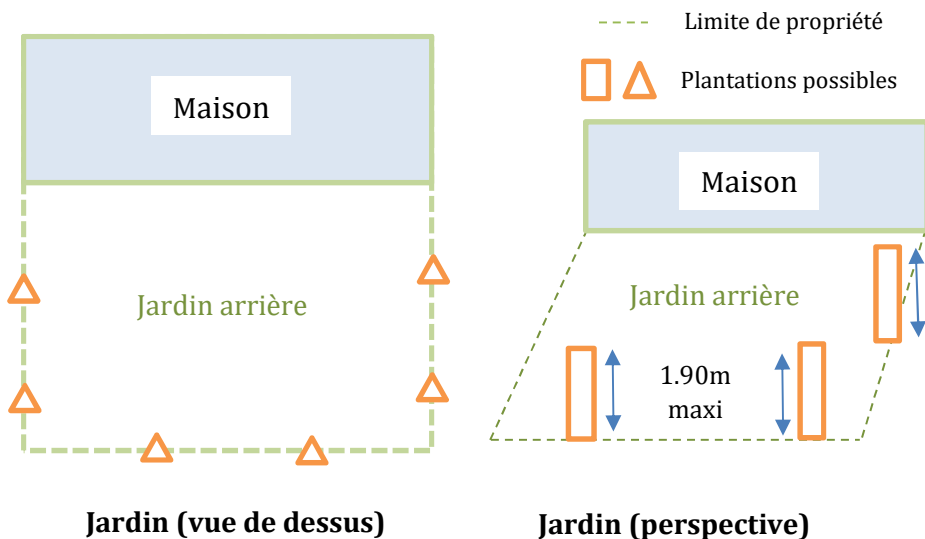 Limite de propriété
Plantations possibles
Maison
Jardin arrière
Jardin (vue de dessus)
Maison
Jardin arrière
1.90m
maxi
Jardin (perspective)